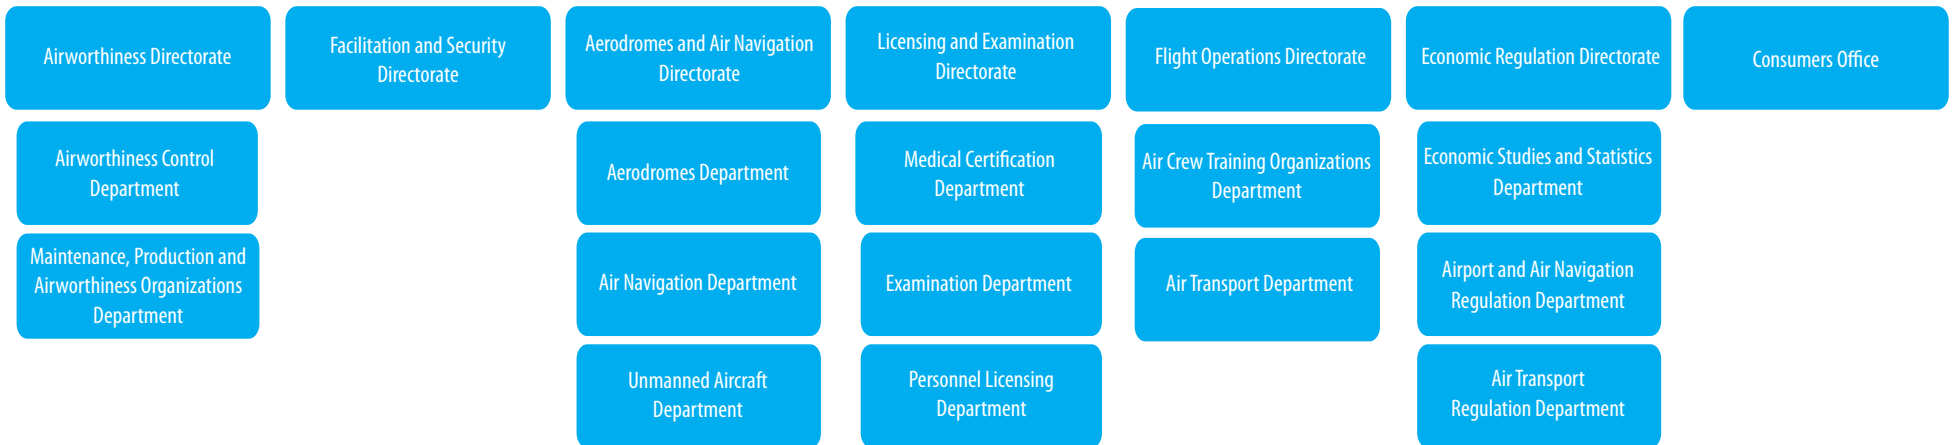 Airworthiness Directorate
Facilitation and Security
Directorate
Aerodromes and Air Navigation
Directorate
Licensing and Examination
Directorate
Flight Operations Directorate
Economic Regulation Directorate
Consumers Office
Airworthiness Control
Department
Maintenance, Production and
Airworthiness Organizations
Department
Aerodromes Department
Air Navigation Department
Unmanned Aircraft
Department
Medical Certification
Department
Examination Department
Personnel Licensing
Department
Air Crew Training Organizations
Department
Air Transport Department
Economic Studies and Statistics
Department
Airport and Air Navigation
Regulation Department
Air Transport
Regulation Department